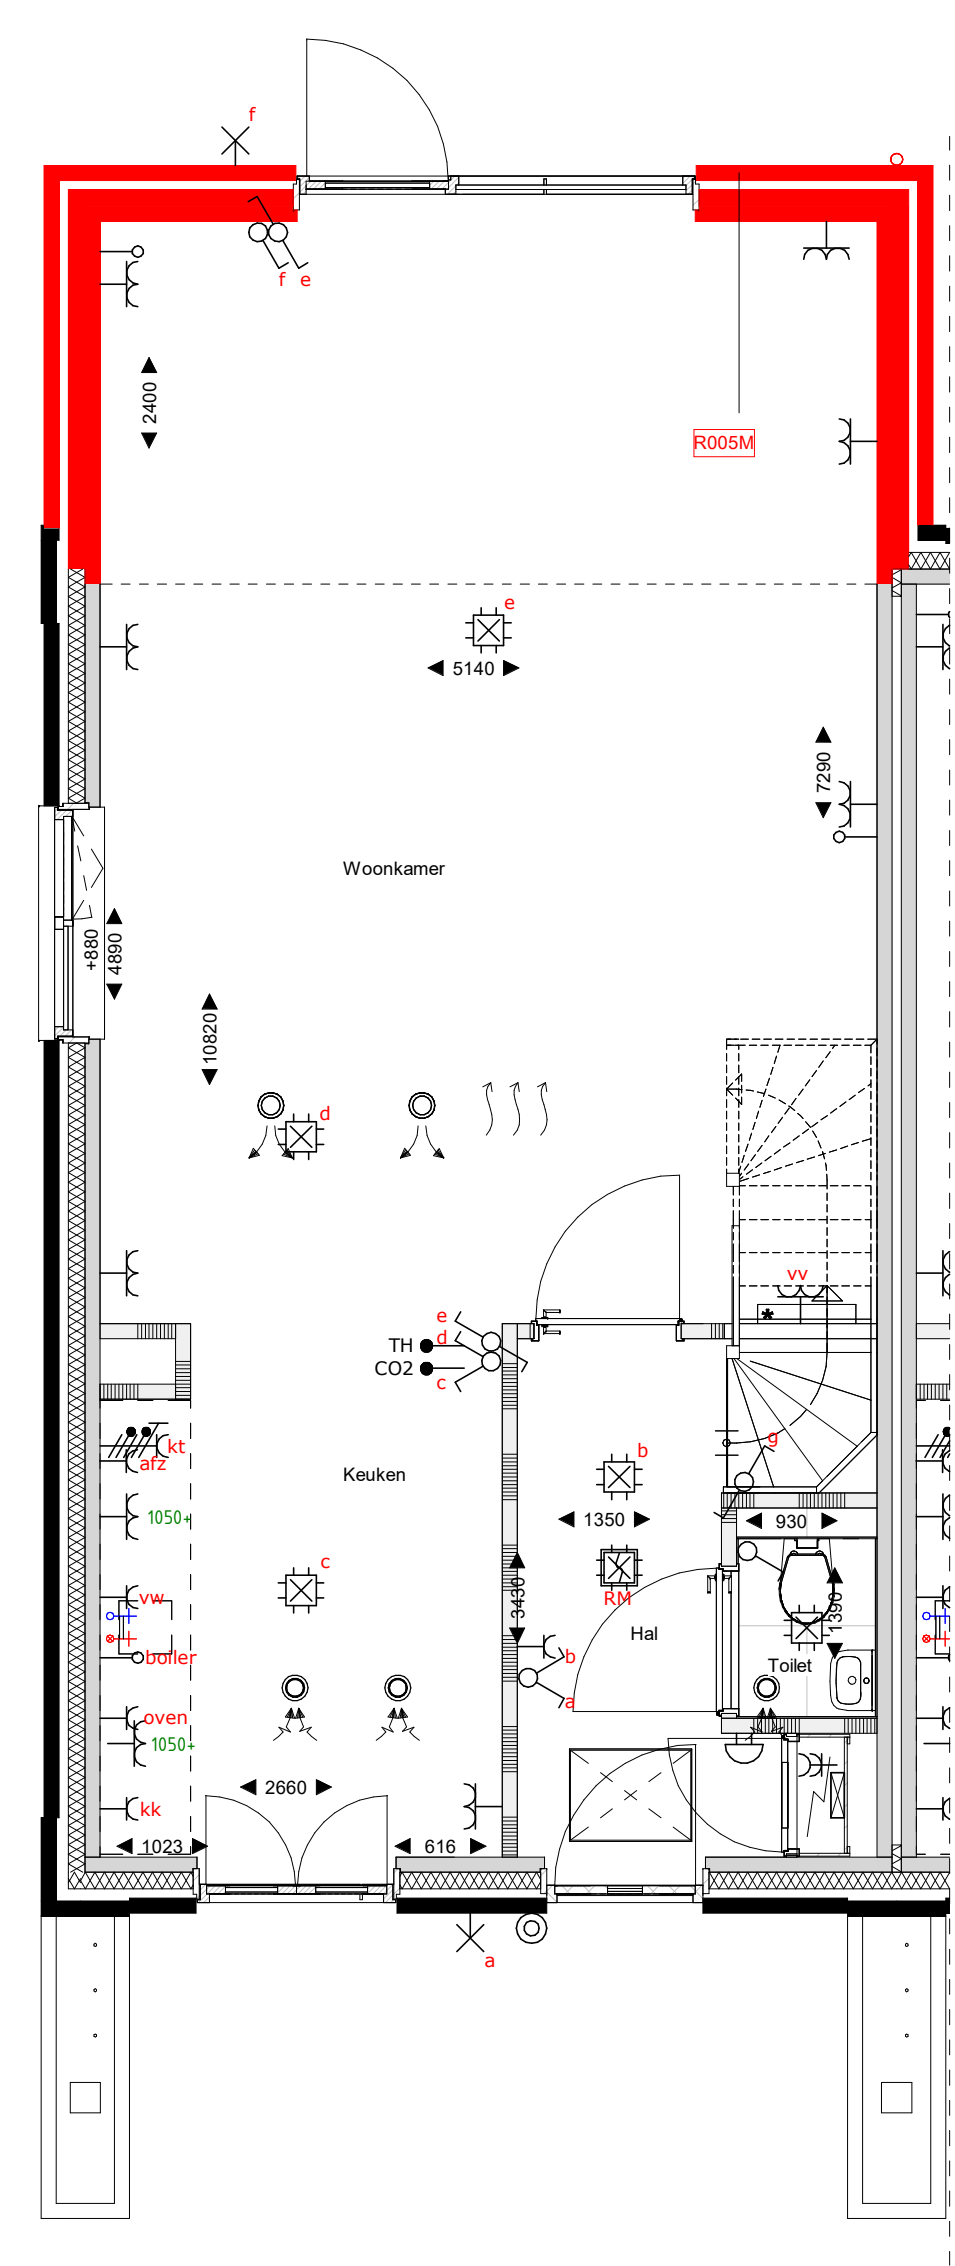 f
f e
2400
R005M
e
5140
7290
Woonkamer
+880
4890
10820
d
vv
*
e
TH
d
CO2
c
g
kt
b
afz
Keuken
1050+
1350
930
c
RM
vw
3430
1390
Hal
b
boiler
Toilet
a
oven
1050+
2660
kk
1023
616
a